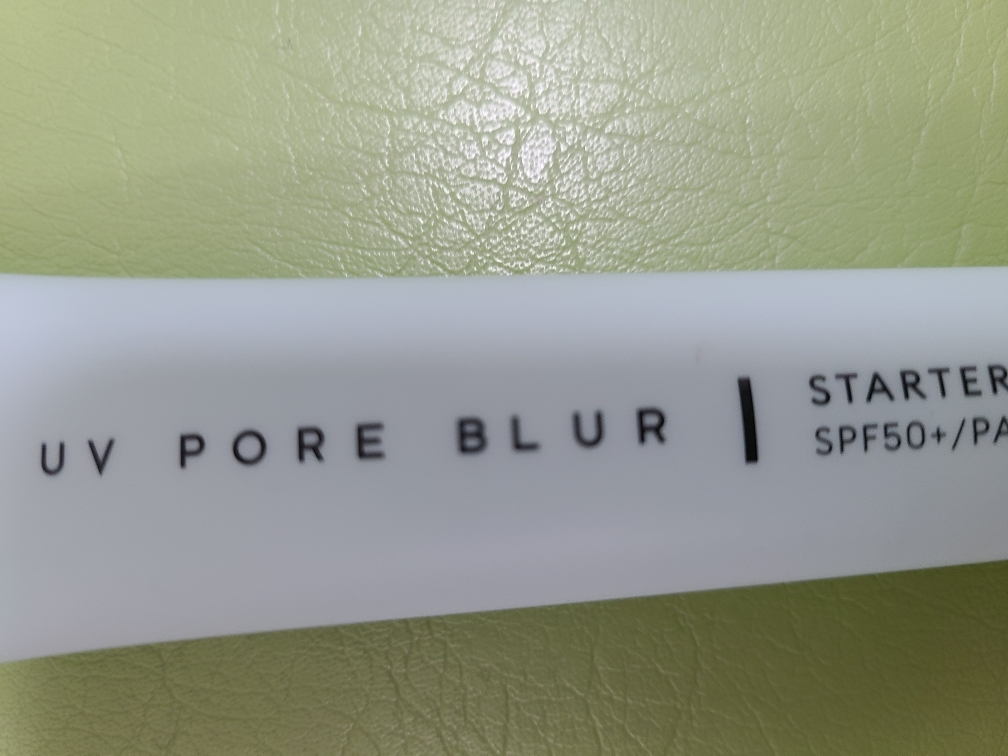 UV PORE BLUR
STARTER
SPF50+/PA